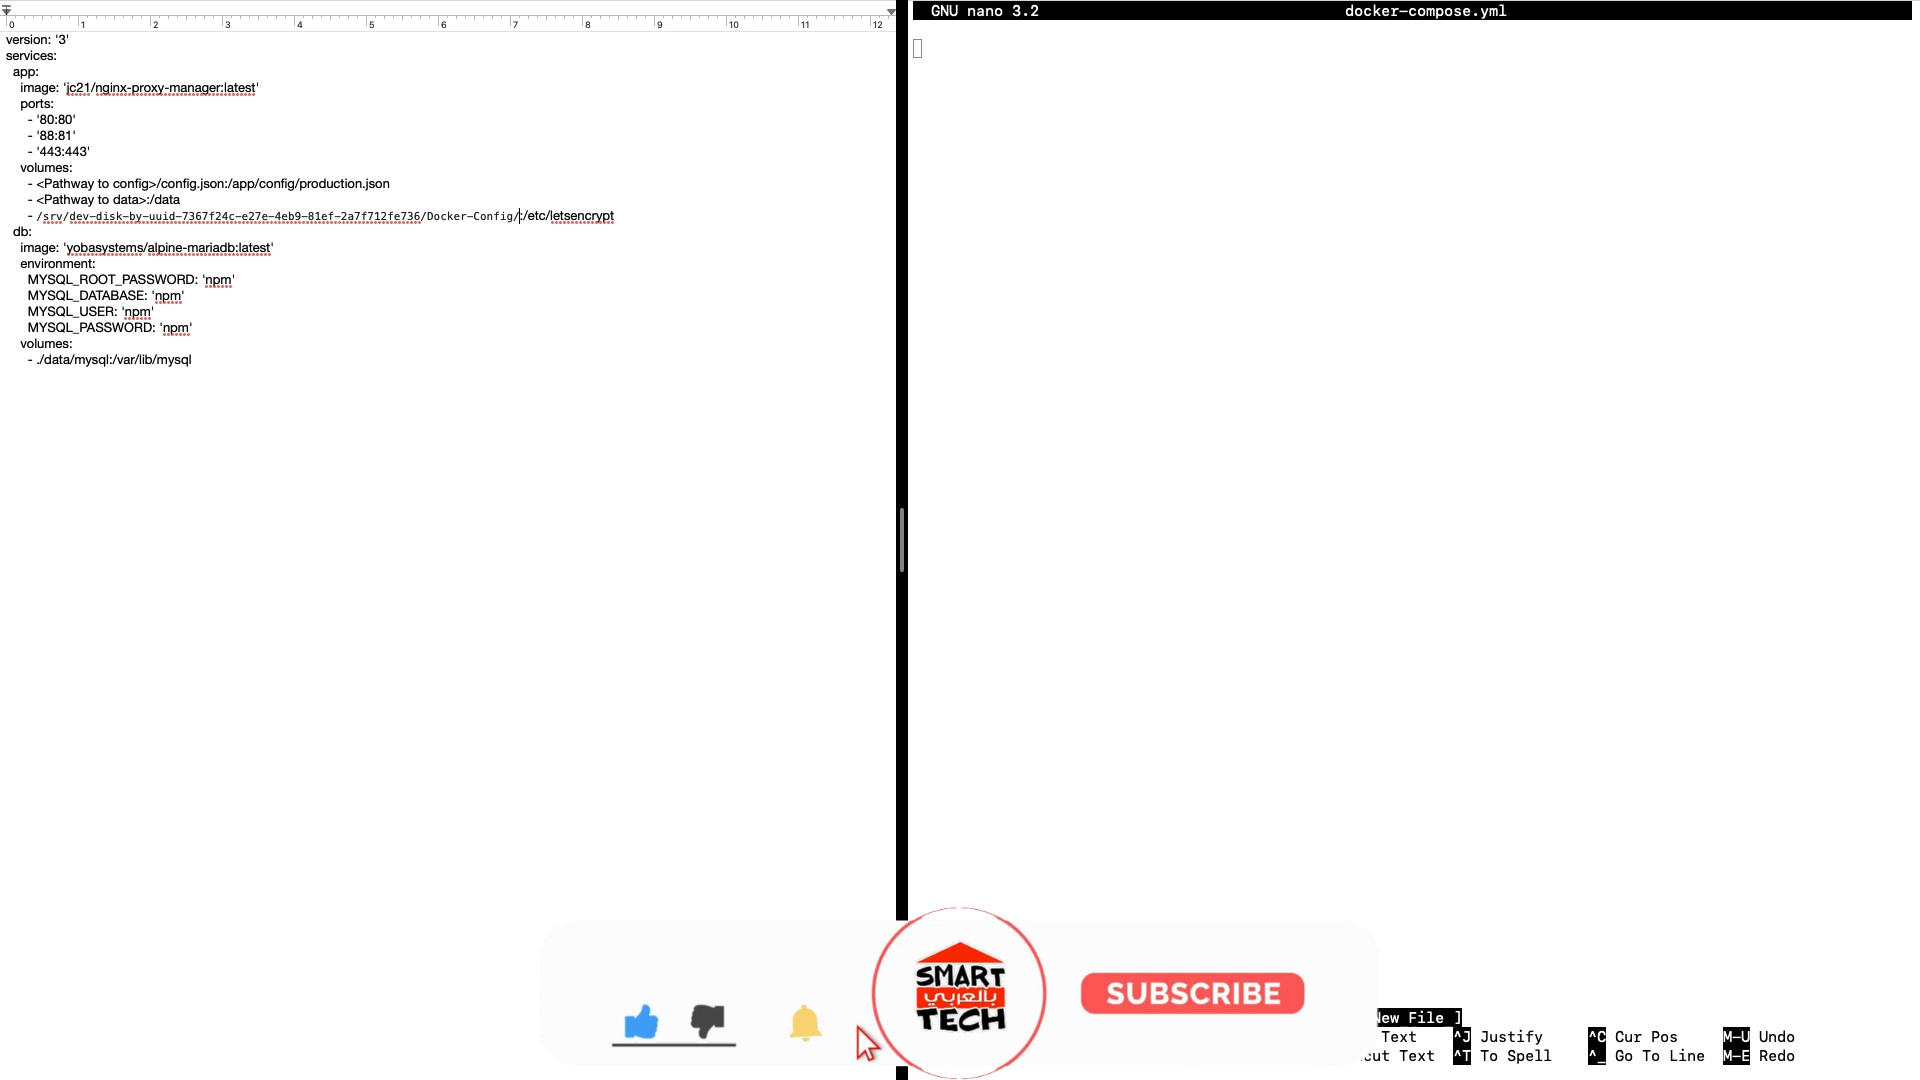 0 1 2 3 4 5 6 7 8 9 10 11 12
version: '3'
services:
app:
image: 'jc21/nginx-proxy-manager:latest'
ports:
- '80:80'
- '88:81'
- '443:443'
volumes:
- <Pathway to config>/config.json:/app/config/production.json
- <Pathway to data>:/data
- /srv/dev-disk-by-uuid-7367f24c-e27e-4eb9-81ef-2a7f712fe736/Docker-Config/:/etc/letsencrypt
db:
image: 'yobasystems/alpine-mariadb:latest'
environment:
MYSQL_ROOT_PASSWORD: 'npm'
MYSQL_DATABASE: 'npm'
MYSQL_USER: 'npm'
MYSQL_PASSWORD: 'npm'
volumes:
- ./data/mysql:/var/lib/mysql
GNU nano 3.2 docker-compose.yml
New File ]
Text ^J Justify ^C Cur Pos M-U Undo
cut Text ^T To Spell ^_ Go To Line M-E Redo
SMART
بالعربي
TECH
SUBSCRIBE